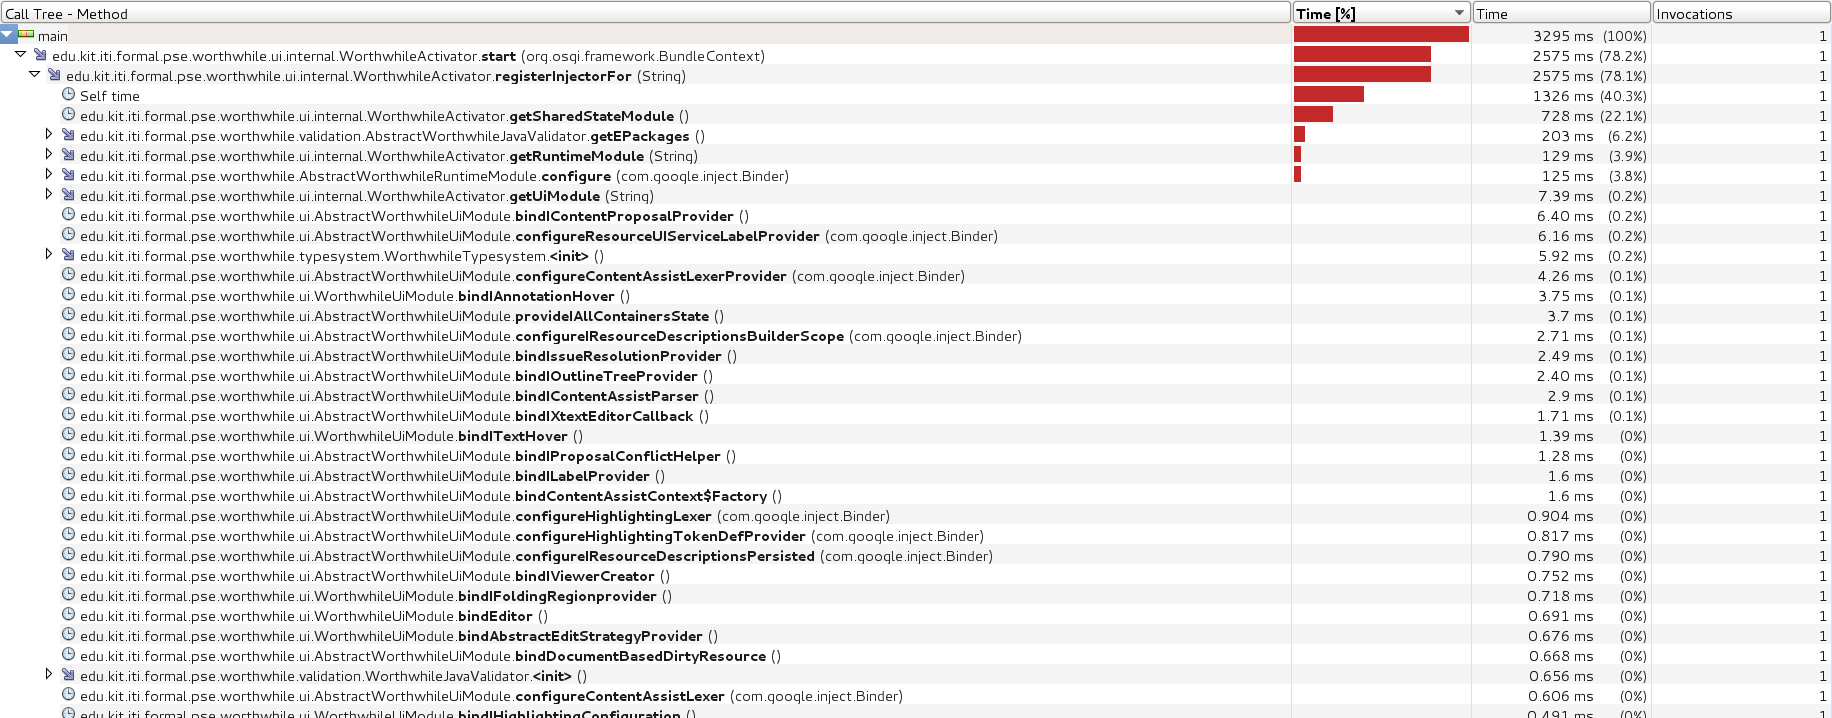 Call Tree - Method Time [%] Time Invocations
main 3295 ms (100%) 1
edu.kit.iti.formal.pse.worthwhile.ui.internal.WorthwhileActivator.start (org.osgi.framework.BundleContext) 2575 ms (78.2%) 1
edu.kit.iti.formal.pse.worthwhile.ui.internal.WorthwhileActivator.registerInjectorFor (String) 2575 ms (78.1%) 1
Self time 1326 ms (40.3%) 1
edu.kit.iti.formal.pse.worthwhile.ui.internal.WorthwhileActivator.getSharedStateModule () 728 ms (22.1%) 1
edu.kit.iti.formal.pse.worthwhile.validation.AbstractWorthwhileJavaValidator.getEPackages () 203 ms (6.2%) 1
edu.kit.iti.formal.pse.worthwhile.ui.internal.WorthwhileActivator.getRuntimeModule (String) 129 ms (3.9%) 1
edu.kit.iti.formal.pse.worthwhile.AbstractWorthwhileRuntimeModule.configure (com.google.inject.Binder) 125 ms (3.8%) 1
edu.kit.iti.formal.pse.worthwhile.ui.internal.WorthwhileActivator.getUiModule (String) 7.39 ms (0.2%) 1
edu.kit.iti.formal.pse.worthwhile.ui.AbstractWorthwhileUiModule.bindIContentProposalProvider () 6.40 ms (0.2%) 1
edu.kit.iti.formal.pse.worthwhile.ui.AbstractWorthwhileUiModule.configureResourceUIServiceLabelProvider (com.google.inject.Binder) 6.16 ms (0.2%) 1
edu.kit.iti.formal.pse.worthwhile.typesystem.WorthwhileTypesystem.<init> () 5.92 ms (0.2%) 1
edu.kit.iti.formal.pse.worthwhile.ui.AbstractWorthwhileUiModule.configureContentAssistLexerProvider (com.google.inject.Binder) 4.26 ms (0.1%) 1
edu.kit.iti.formal.pse.worthwhile.ui.WorthwhileUiModule.bindIAnnotationHover () 3.75 ms (0.1%) 1
edu.kit.iti.formal.pse.worthwhile.ui.AbstractWorthwhileUiModule.provideIAllContainersState () 3.7 ms (0.1%) 1
edu.kit.iti.formal.pse.worthwhile.ui.AbstractWorthwhileUiModule.configureIResourceDescriptionsBuilderScope (com.google.inject.Binder) 2.71 ms (0.1%) 1
edu.kit.iti.formal.pse.worthwhile.ui.AbstractWorthwhileUiModule.bindIssueResolutionProvider () 2.49 ms (0.1%) 1
edu.kit.iti.formal.pse.worthwhile.ui.AbstractWorthwhileUiModule.bindIOutlineTreeProvider () 2.40 ms (0.1%) 1
edu.kit.iti.formal.pse.worthwhile.ui.AbstractWorthwhileUiModule.bindIContentAssistParser () 2.9 ms (0.1%) 1
edu.kit.iti.formal.pse.worthwhile.ui.AbstractWorthwhileUiModule.bindIXtextEditorCallback () 1.71 ms (0.1%) 1
edu.kit.iti.formal.pse.worthwhile.ui.WorthwhileUiModule.bindITextHover () 1.39 ms (0%) 1
edu.kit.iti.formal.pse.worthwhile.ui.AbstractWorthwhileUiModule.bindIProposalConflictHelper () 1.28 ms (0%) 1
edu.kit.iti.formal.pse.worthwhile.ui.AbstractWorthwhileUiModule.bindILabelProvider () 1.6 ms (0%) 1
edu.kit.iti.formal.pse.worthwhile.ui.AbstractWorthwhileUiModule.bindContentAssistContext$Factory () 1.6 ms (0%) 1
edu.kit.iti.formal.pse.worthwhile.ui.AbstractWorthwhileUiModule.configureHighlightingLexer (com.google.inject.Binder) 0.904 ms (0%) 1
edu.kit.iti.formal.pse.worthwhile.ui.AbstractWorthwhileUiModule.configureHighlightingTokenDefProvider (com.google.inject.Binder) 0.817 ms (0%) 1
edu.kit.iti.formal.pse.worthwhile.ui.AbstractWorthwhileUiModule.configureIResourceDescriptionsPersisted (com.google.inject.Binder) 0.790 ms (0%) 1
edu.kit.iti.formal.pse.worthwhile.ui.AbstractWorthwhileUiModule.bindIViewerCreator () 0.752 ms (0%) 1
edu.kit.iti.formal.pse.worthwhile.ui.WorthwhileUiModule.bindIFoldingRegionprovider () 0.718 ms (0%) 1
edu.kit.iti.formal.pse.worthwhile.ui.WorthwhileUiModule.bindEditor () 0.691 ms (0%) 1
edu.kit.iti.formal.pse.worthwhile.ui.WorthwhileUiModule.bindAbstractEditStrategyProvider () 0.676 ms (0%) 1
edu.kit.iti.formal.pse.worthwhile.ui.AbstractWorthwhileUiModule.bindDocumentBasedDirtyResource () 0.668 ms (0%) 1
edu.kit.iti.formal.pse.worthwhile.validation.WorthwhileJavaValidator.<init> () 0.656 ms (0%) 1
edu.kit.iti.formal.pse.worthwhile.ui.AbstractWorthwhileUiModule.configureContentAssistLexer (com.google.inject.Binder) 0.606 ms (0%) 1
edu.kit.iti.formal.pse.worthwhile.ui.WorthwhileUiModule.bindIHighlightingConfiguration () 0.491 ms (0%) 1